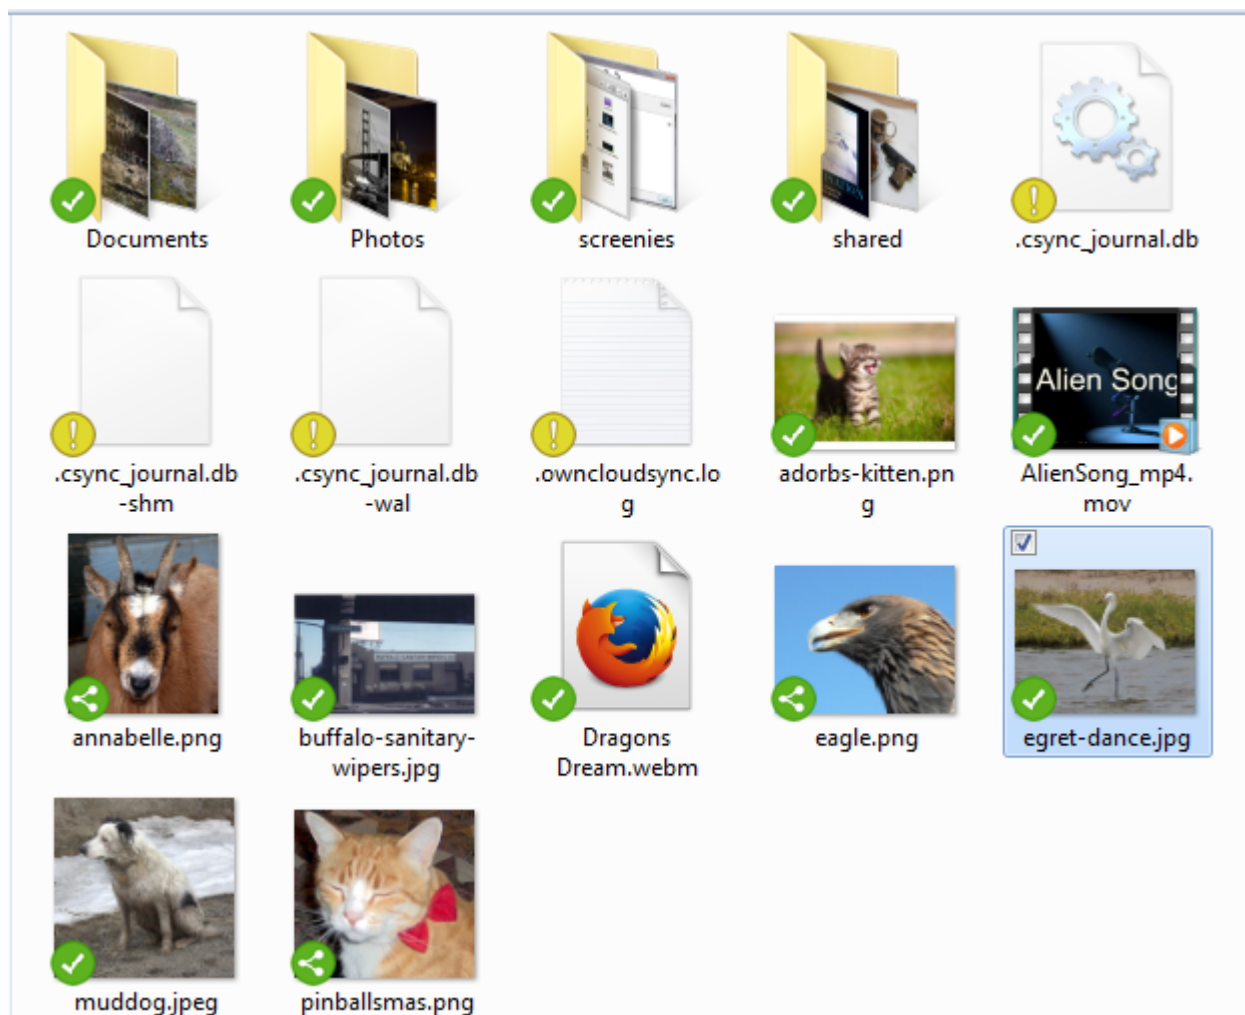 Documents
Photos
screenies
shared
.csync_journal.db
.csync_journal.db
-shm
.csync_journal.db
-wal
.owncloudsync.lo
g
adorbs-kitten.pn
g
Alien Song
AlienSong_mp4.
mov
annabelle.png
buffalo-sanitary-
wipers.jpg
Dragons
Dream.webm
eagle.png
egret-dance.jpg
muddog.jpeg
pinballsmas.png